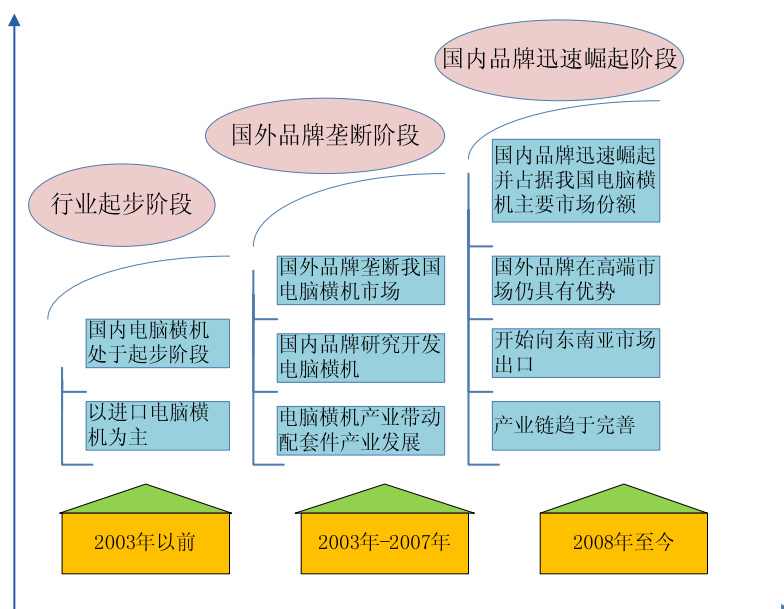 国内品牌迅速崛起阶段
国外品牌垄断阶段
行业起步阶段
国内电脑横机
处于起步阶段
以进口电脑横
机为主
国外品牌垄断我国
电脑横机市场
国内品牌研究开发
电脑横机
电脑横机产业带动
配套件产业发展
国内品牌迅速崛起
并占据我国电脑横
机主要市场份额
国外品牌在高端市
场仍具有优势
开始向东南亚市场
出口
产业链趋于完善
2003年以前
2003年-2007年
2008年至今